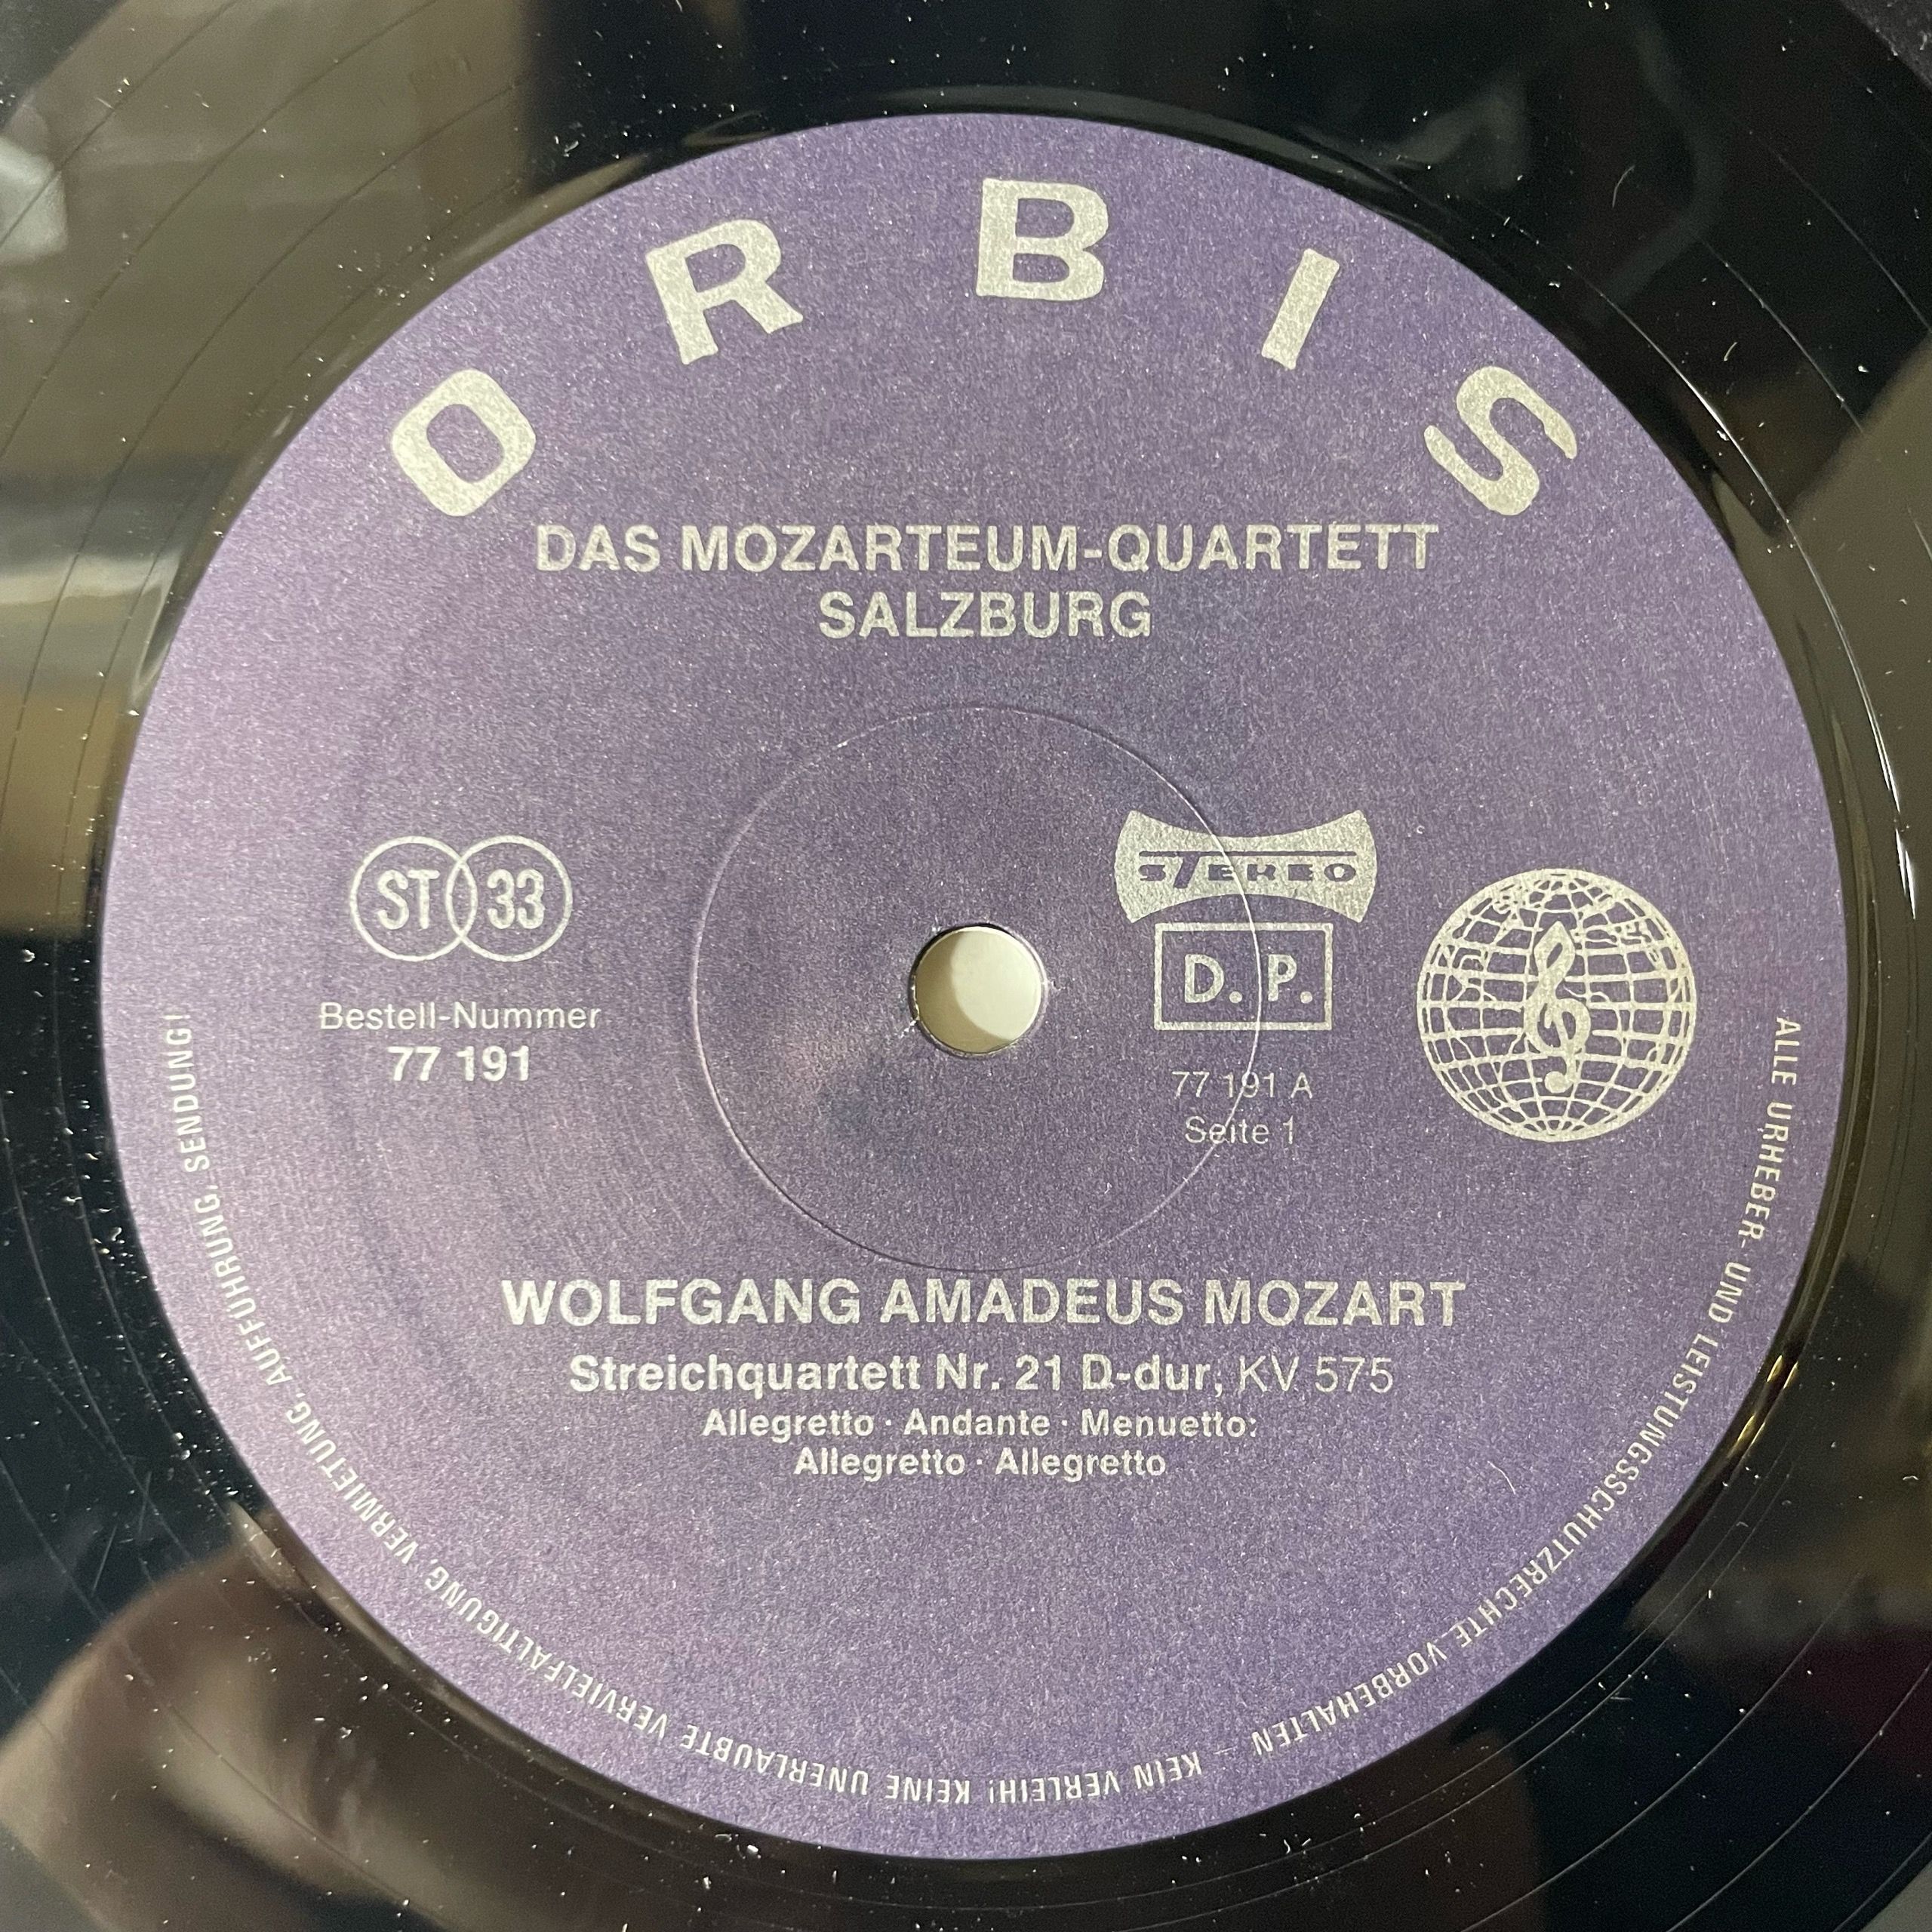 ORBIS
DAS MOZARTEUM-QUARTETT
SALZBURG
ST 33
Bestell-Nummer
77 191
STEREO
D. P.
77 191 A
Seite 1
WOLFGANG AMADEUS MOZART
Streichquartett Nr. 21 D-dur, KV 575
Allegretto · Andante · Menuetto:
Allegretto · Allegretto
ALLE URHEBER- UND LEISTUNGSSCHUTZRECHTE VORBEHALTEN – KEIN VERLEIH! KEINE UNERLAUBTE VERVIELFÄLTIGUNG, VERMIETUNG, AUFFÜHRUNG, SENDUNG!